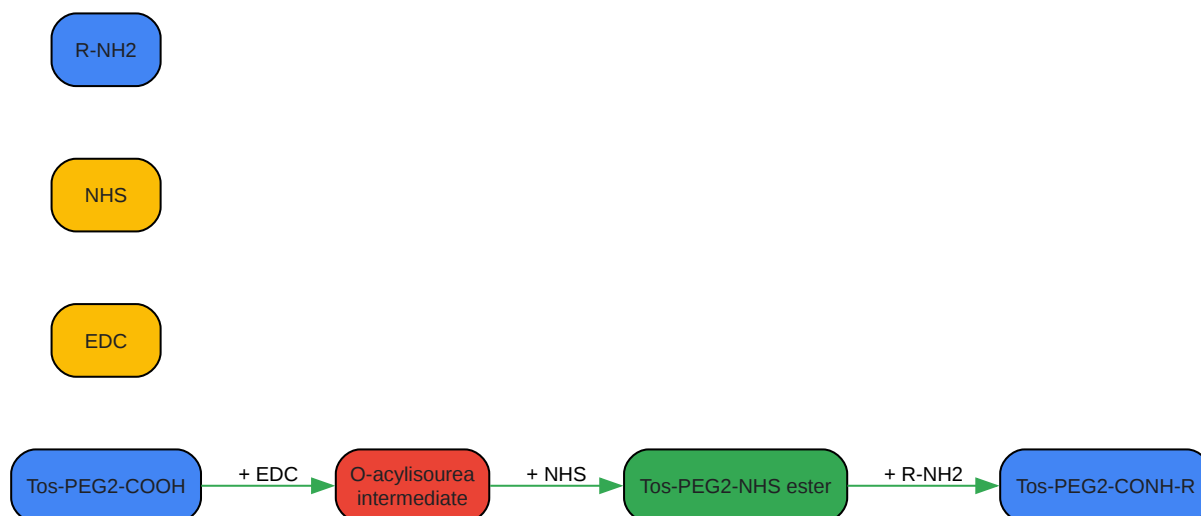 R-NH2
NHS
EDC
Tos-PEG2-COOH
+ EDC
O-acylisourea
intermediate
+ NHS
Tos-PEG2-NHS ester
+ R-NH2
Tos-PEG2-CONH-R